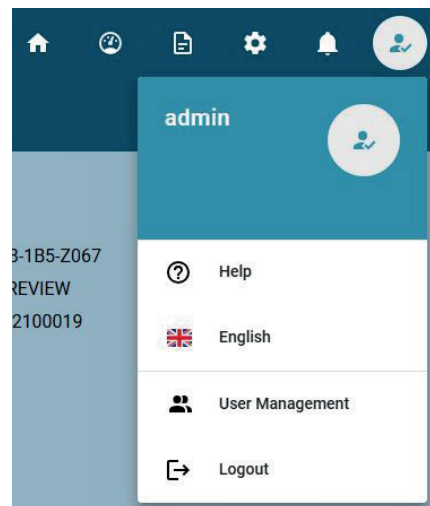 admin
3-1B5-Z067
REVIEW
2100019
Help
English
User Management
Logout